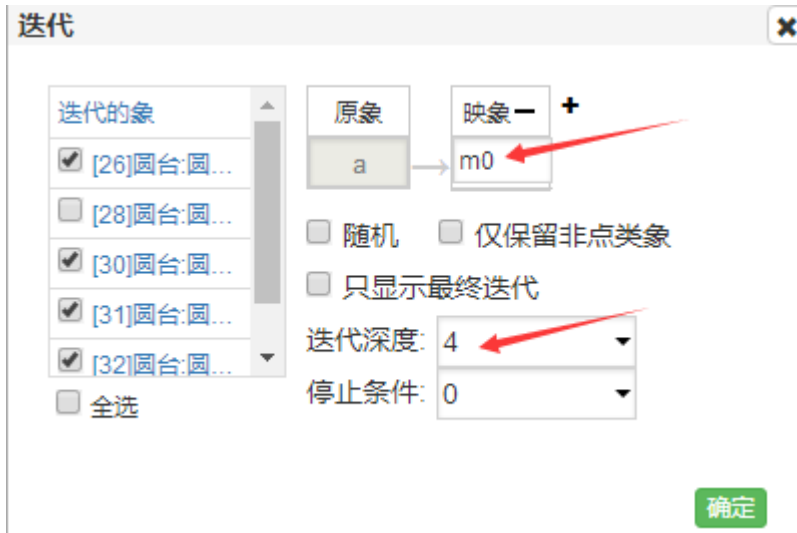 迭代
迭代的象
[26]圆台:圆...
[28]圆台:圆...
[30]圆台:圆...
[31]圆台:圆...
[32]圆台:圆...
全选
原象 映象
a → m0
随机 仅保留非点类象
只显示最终迭代
迭代深度: 4
停止条件: 0
确定